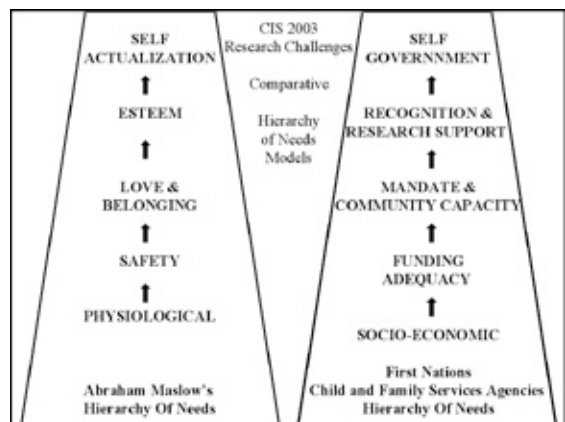 SELF
ACTUALIZATION
ESTEEM
LOVE &
BELONGING
SAFETY
PHYSIOLOGICAL
Abraham Maslow's
Hierarchy Of Needs
CIS 2003
Research Challenges
Comparative
Hierarchy
of Needs
Models
SELF
GOVERNNMENT
RECOGNITION &
RESEARCH SUPPORT
MANDATE &
COMMUNITY CAPACITY
FUNDING
ADEQUACY
SOCIO-ECONOMIC
First Nations
Child and Family Services Agencies
Hierarchy Of Needs